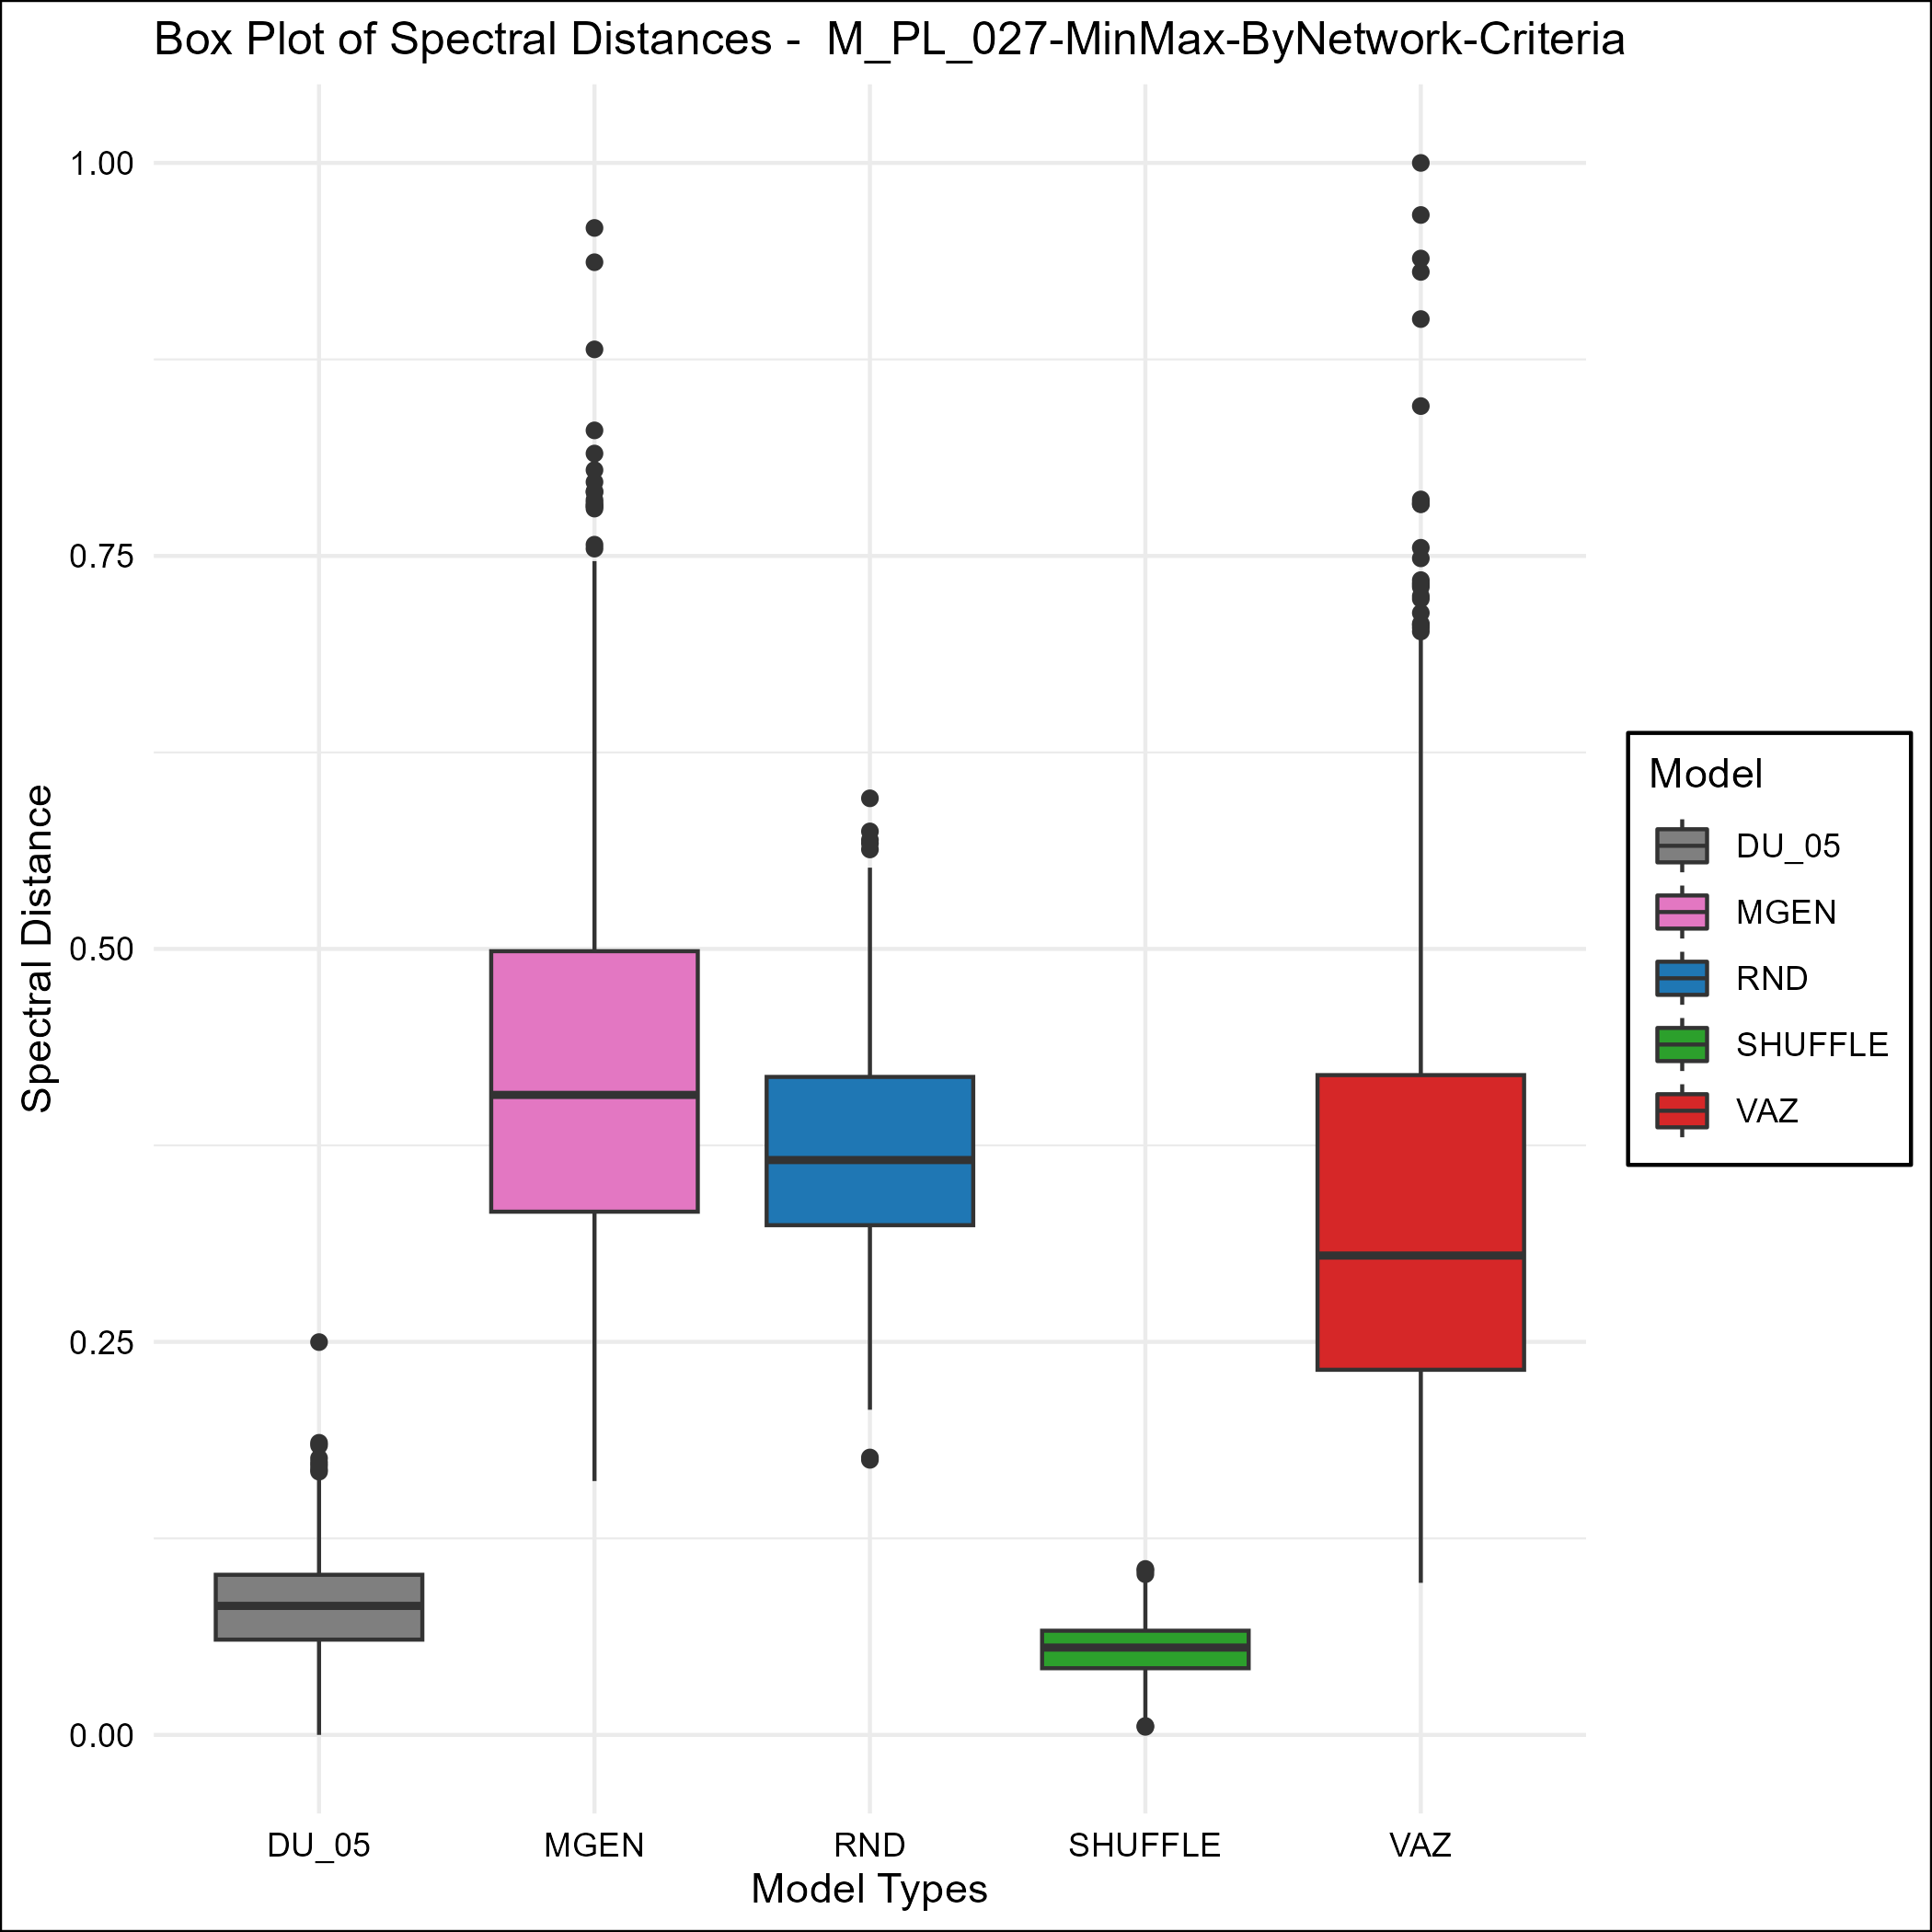 Box Plot of Spectral Distances -  M_PL_027-MinMax-ByNetwork-Criteria
Spectral Distance
1.00
0.75
0.50
0.25
0.00
DU_05
MGEN
RND
SHUFFLE
VAZ
Model Types
Model
DU_05
MGEN
RND
SHUFFLE
VAZ